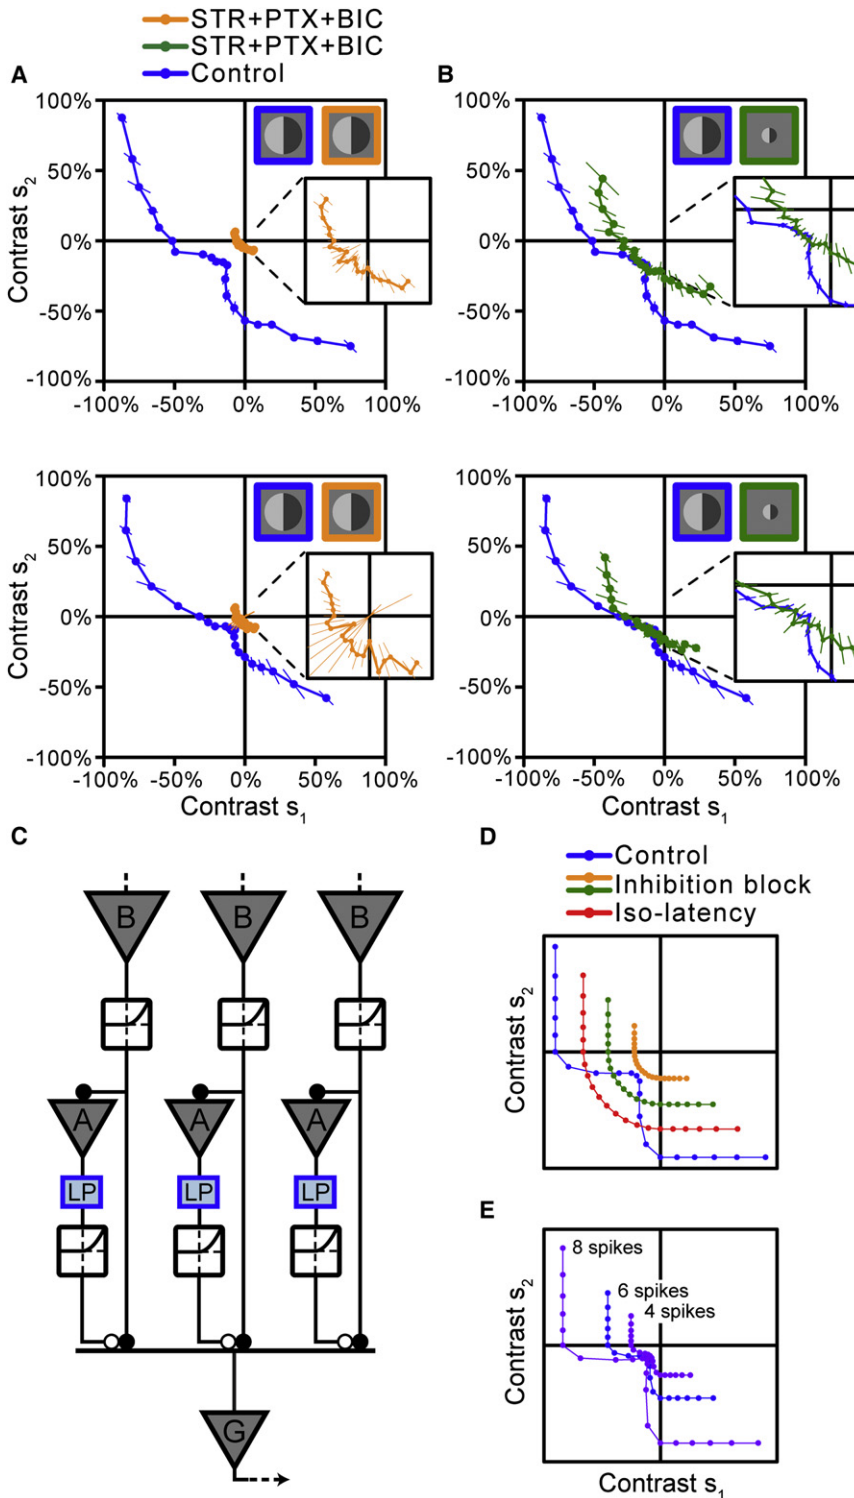 STR+PTX+BIC
STR+PTX+BIC
Control
A
B
100%
50%
0%
-50%
-100%
-100%
-50%
0%
50%
100%
100%
50%
0%
-50%
-100%
-100%
-50%
0%
50%
100%
Contrast s2
100%
50%
0%
-50%
-100%
-100%
-50%
0%
50%
100%
Contrast s1
100%
50%
0%
-50%
-100%
-100%
-50%
0%
50%
100%
Contrast s1
Contrast s2
C
B
B
B
A
A
A
LP
LP
LP
G
D
Control
Inhibition block
Iso-latency
Contrast s2
E
8 spikes
6 spikes
4 spikes
Contrast s2
Contrast s1